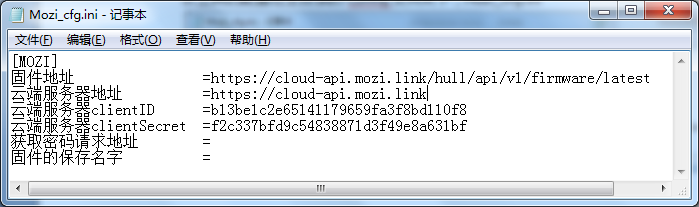 Mozi_cfg.ini - 记事本
文件(F) 编辑(E) 格式(O) 查看(V) 帮助(H)
[MOZI]
固件地址 =https://cloud-api.mozi.link/hull/api/v1/firmware/latest
云端服务器地址 =https://cloud-api.mozi.link
云端服务器clientID =b13be1c2e65141179659fa3f8bd110f8
云端服务器clientSecret =f2c337bfd9c54838871d3f49e8a631bf
获取密码请求地址 =
固件的保存名字 =